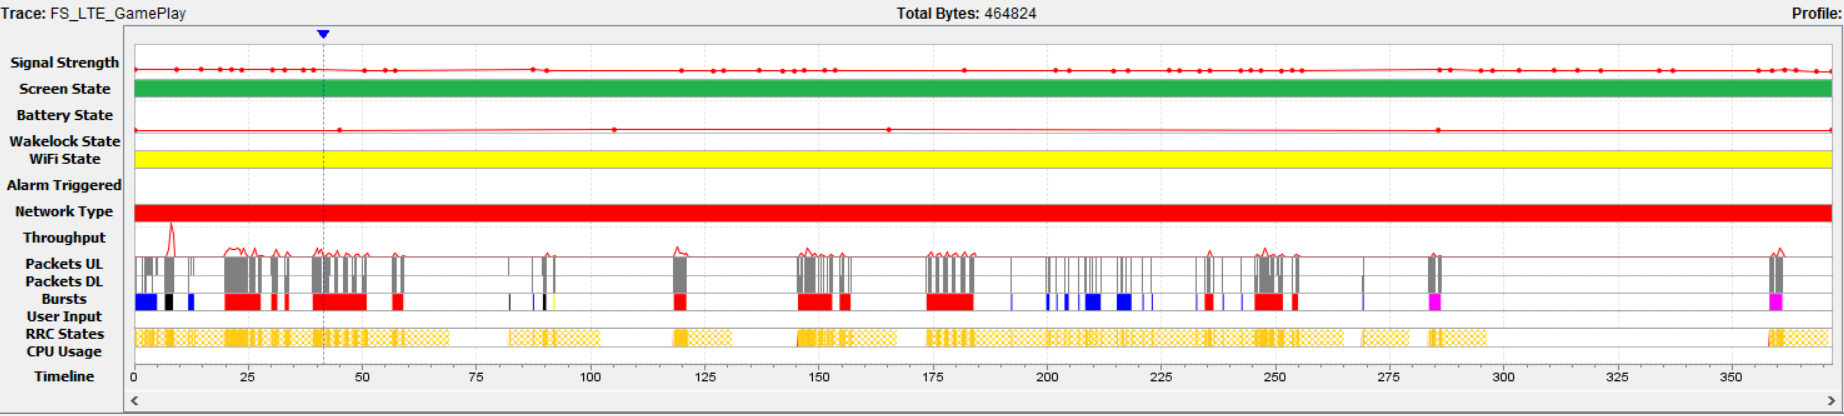 Trace: FS_LTE_GamePlay Total Bytes: 464824 Profile:
Signal Strength
Screen State
Battery State
Wakelock State
WiFi State
Alarm Triggered
Network Type
Throughput
Packets UL
Packets DL
Bursts
User Input
RRC States
CPU Usage
Timeline 0 25 50 75 100 125 150 175 200 225 250 275 300 325 350